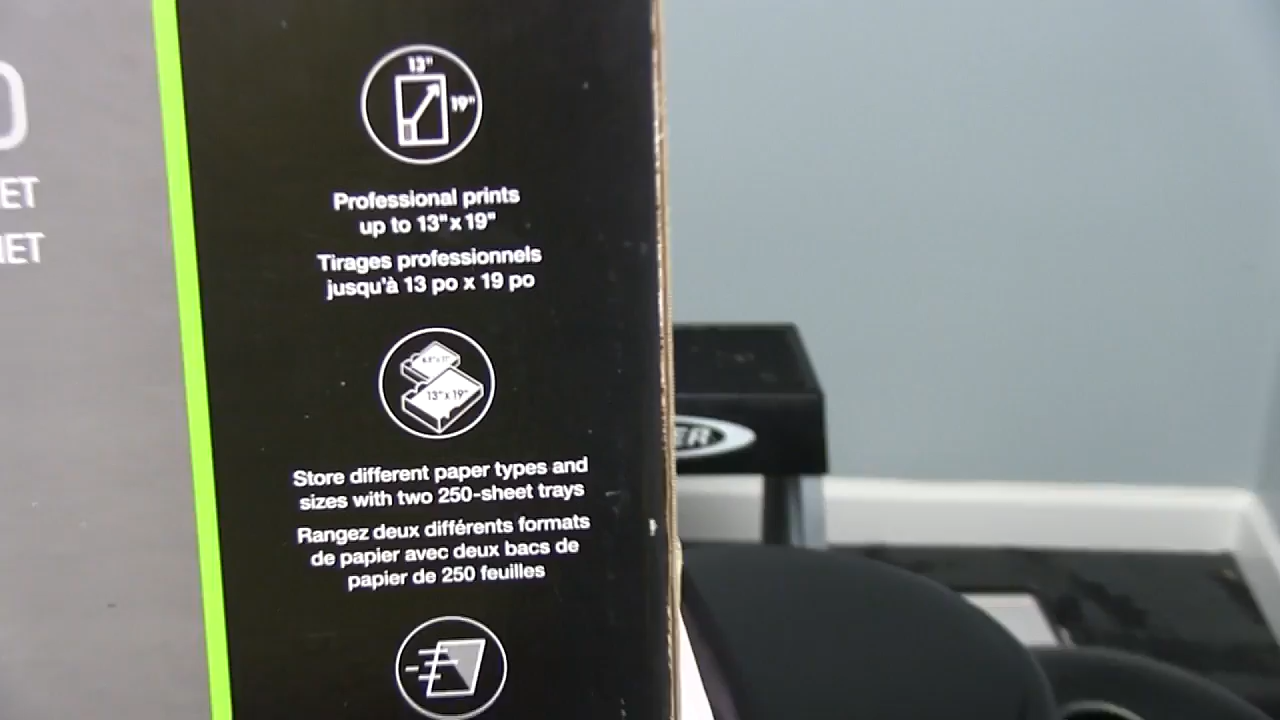 13"
19"
Professional prints
up to 13"x 19"
Tirages professionnels
jusqu'à 13 po x 19 po
13"x19"
Store different paper types and
sizes with two 250-sheet trays
Rangez deux différents formats
de papier avec deux bacs de
papier de 250 feuilles
ET
ER